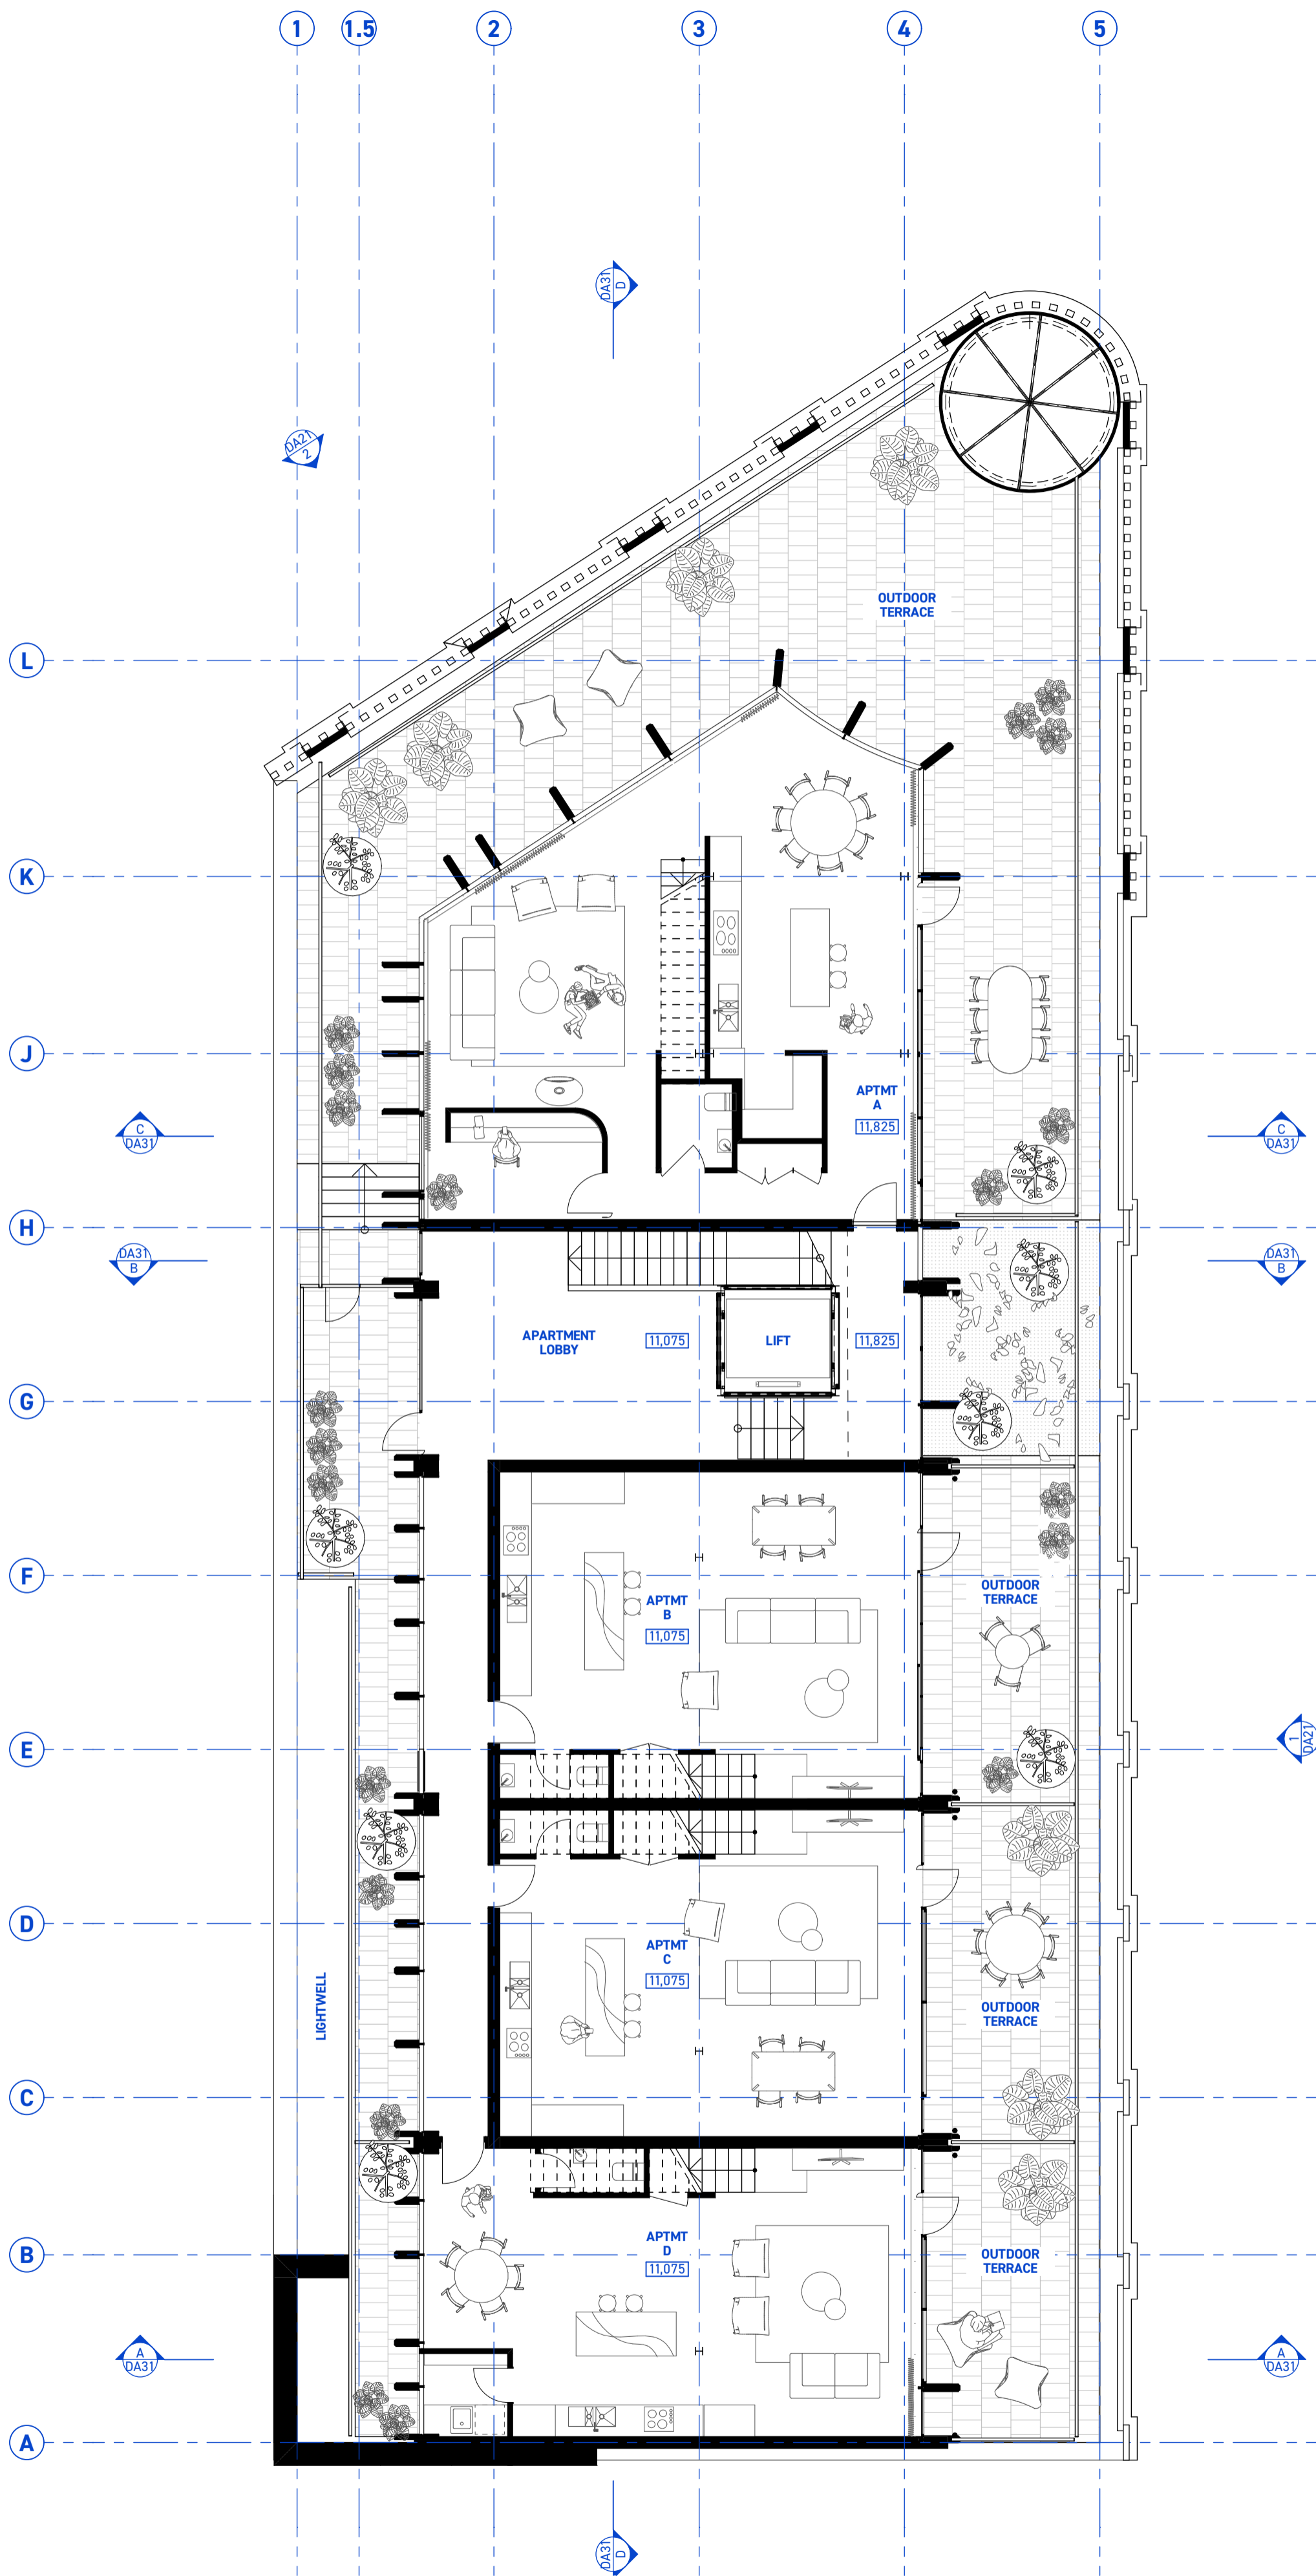 1
1.5
2
3
4
5
DA31
D
DA21
2
OUTDOOR
TERRACE
L
K
J
APTMT
A
11,825
C
DA31
C
DA31
H
DA31
B
DA31
B
APARTMENT
LOBBY
11,075
LIFT
11,825
G
F
OUTDOOR
TERRACE
APTMT
B
11,075
E
1
DA21
D
APTMT
C
11,075
LIGHTWELL
OUTDOOR
TERRACE
C
APTMT
D
11,075
B
OUTDOOR
TERRACE
A
DA31
A
DA31
A
DA31
D